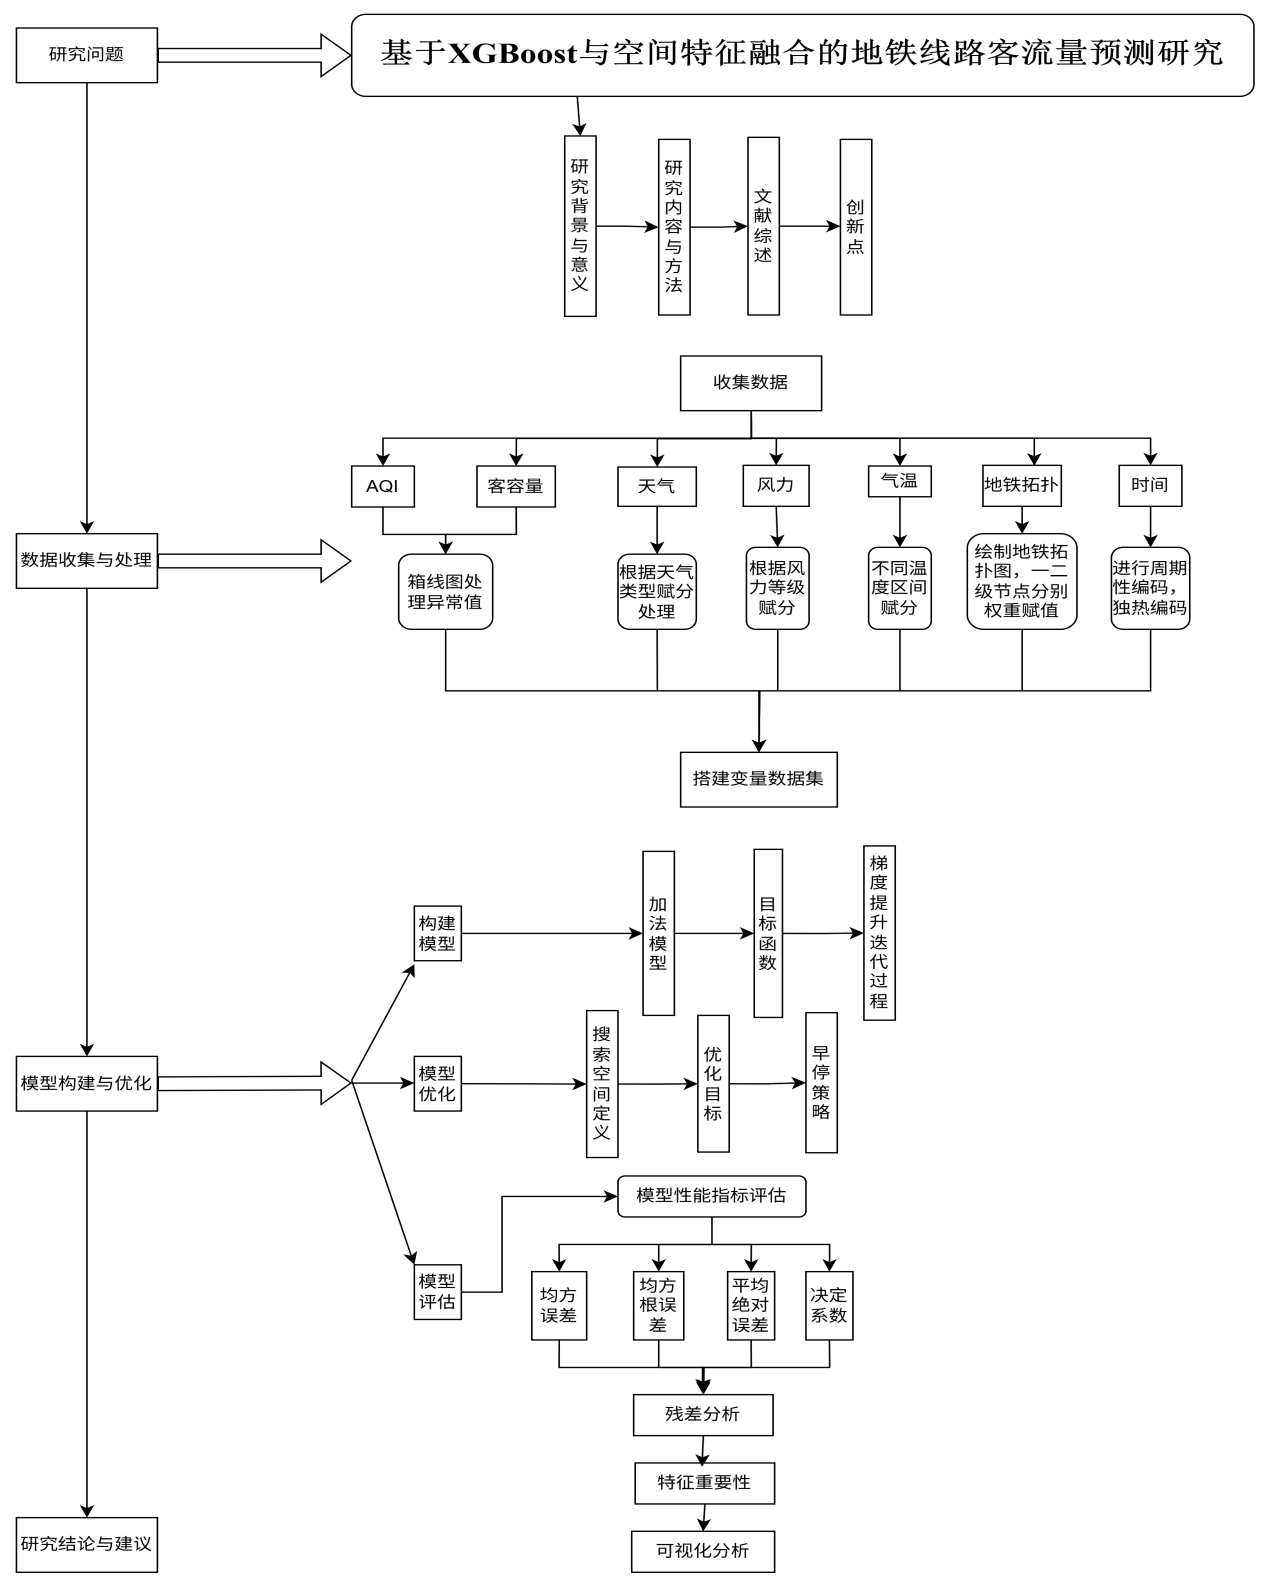 研究问题
基于XGBoost与空间特征融合的地铁线路客流量预测研究
研究背景与意义
研究内容与方法
文献综述
创新点
收集数据
AQI
客容量
天气
风力
气温
地铁拓扑
时间
数据收集与处理
箱线图处
理异常值
根据天气
类型赋分
处理
根据风
力等级
赋分
不同温
度区间
赋分
绘制地铁拓
扑图，一二
级节点分别
权重赋值
进行周期
性编码，
独热编码
搭建变量数据集
构建
模型
加法模型
目标函数
梯度提升迭代过程
模型构建与优化
模型
优化
搜索空间定义
优化目标
早停策略
模型
评估
模型性能指标评估
均方
误差
均方
根误
差
平均
绝对
误差
决定
系数
残差分析
特征重要性
可视化分析
研究结论与建议